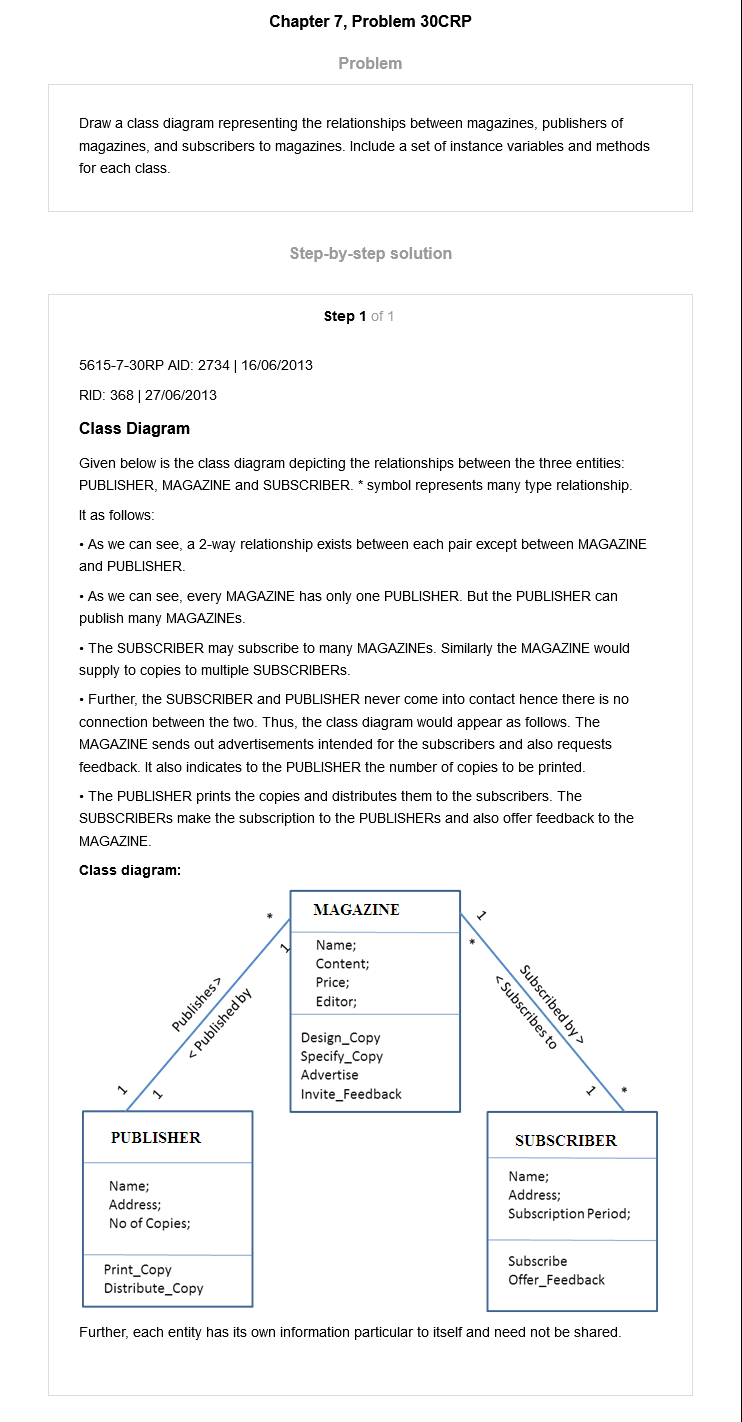 Chapter 7, Problem 30CRP
Problem
Draw a class diagram representing the relationships between magazines, publishers of
magazines, and subscribers to magazines. Include a set of instance variables and methods
for each class.
Step-by-step solution
Step 1 of 1
5615-7-30RP AID: 2734 | 16/06/2013
RID: 368 | 27/06/2013
Class Diagram
Given below is the class diagram depicting the relationships between the three entities:
PUBLISHER, MAGAZINE and SUBSCRIBER. * symbol represents many type relationship.
It as follows:
• As we can see, a 2-way relationship exists between each pair except between MAGAZINE
and PUBLISHER.
• As we can see, every MAGAZINE has only one PUBLISHER. But the PUBLISHER can
publish many MAGAZINEs.
• The SUBSCRIBER may subscribe to many MAGAZINEs. Similarly the MAGAZINE would
supply to copies to multiple SUBSCRIBERs.
• Further, the SUBSCRIBER and PUBLISHER never come into contact hence there is no
connection between the two. Thus, the class diagram would appear as follows. The
MAGAZINE sends out advertisements intended for the subscribers and also requests
feedback. It also indicates to the PUBLISHER the number of copies to be printed.
• The PUBLISHER prints the copies and distributes them to the subscribers. The
SUBSCRIBERs make the subscription to the PUBLISHERs and also offer feedback to the
MAGAZINE.
Class diagram:
MAGAZINE
Name;
Content;
Price;
Editor;
Design_Copy
Specify_Copy
Advertise
Invite_Feedback
*
1
Publishes >
< Published by
1
1
1
*
Subscribed by >
< Subscribes to
1
*
PUBLISHER
Name;
Address;
No of Copies;
Print_Copy
Distribute_Copy
SUBSCRIBER
Name;
Address;
Subscription Period;
Subscribe
Offer_Feedback
Further, each entity has its own information particular to itself and need not be shared.